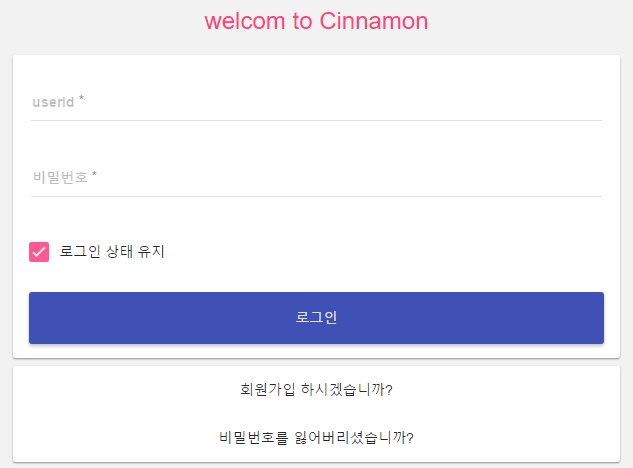 welcom to Cinnamon
userid *
비밀번호 *
로그인 상태 유지
로그인
회원가입 하시겠습니까?
비밀번호를 잃어버리셨습니까?